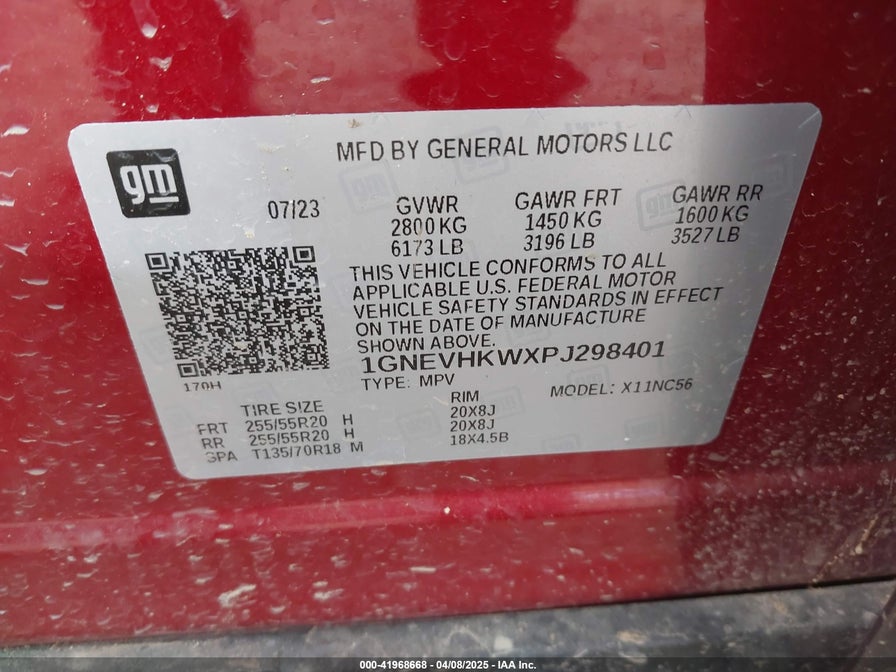 gm
MFD BY GENERAL MOTORS LLC
07/23
GVWR
2800 KG
6173 LB
GAWR FRT
1450 KG
3196 LB
GAWR RR
1600 KG
3527 LB
THIS VEHICLE CONFORMS TO ALL
APPLICABLE U.S. FEDERAL MOTOR
VEHICLE SAFETY STANDARDS IN EFFECT
ON THE DATE OF MANUFACTURE
SHOWN ABOVE.
1GNEVHKWXPJ298401
TYPE: MPV
MODEL: X11NC56
170H
TIRE SIZE RIM
FRT 255/55R20 H 20X8J
RR 255/55R20 H 20X8J
SPA T135/70R18 M 18X4.5B
000-41968668 - 04/08/2025 - IAA Inc.